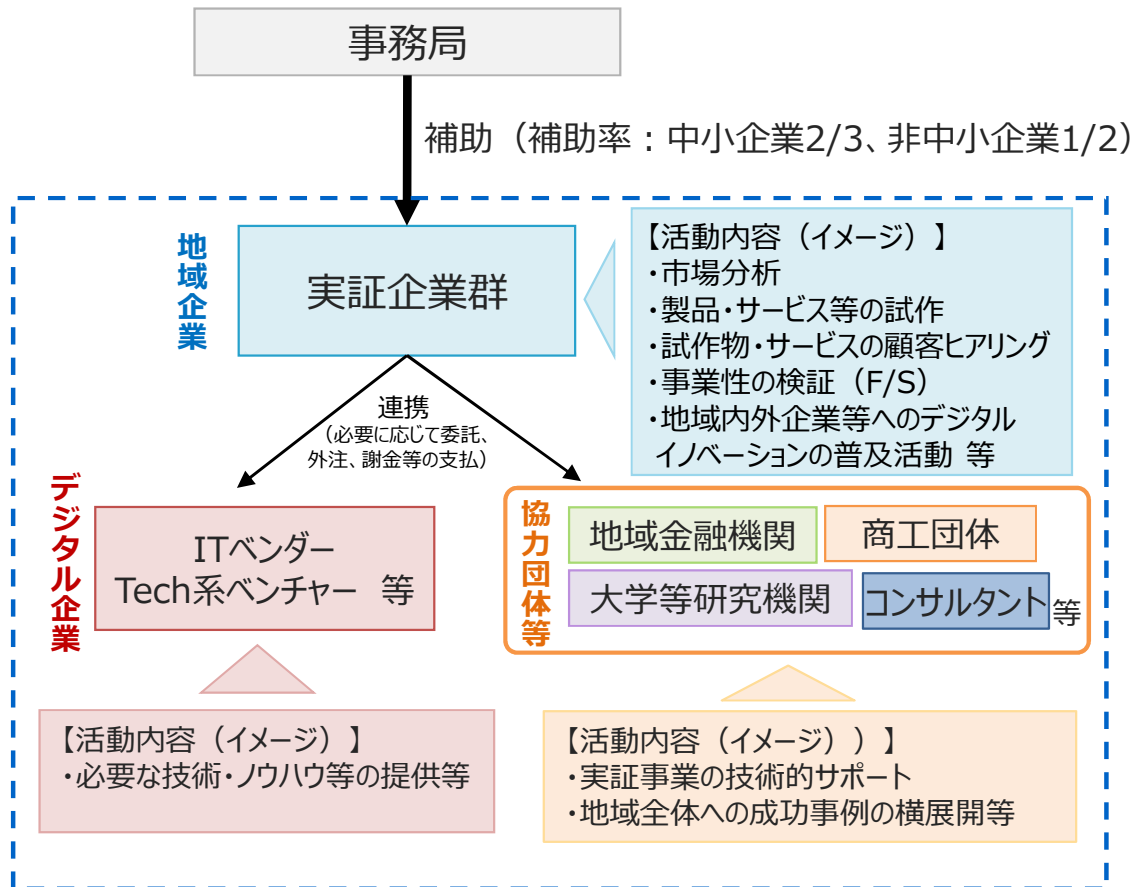 事務局
補助（補助率：中小企業2/3、非中小企業1/2）
地域企業
実証企業群
【活動内容（イメージ）】
・市場分析
・製品・サービス等の試作
・試作物・サービスの顧客ヒアリング
・事業性の検証（F/S）
・地域内外企業等へのデジタル
イノベーションの普及活動 等
連携
（必要に応じて委託、
外注、謝金等の支払）
デジタル企業
ITベンダー
Tech系ベンチャー 等
協力団体等
地域金融機関
商工団体
大学等研究機関
コンサルタント
等
【活動内容（イメージ）】
・必要な技術・ノウハウ等の提供等
【活動内容（イメージ））】
・実証事業の技術的サポート
・地域全体への成功事例の横展開等